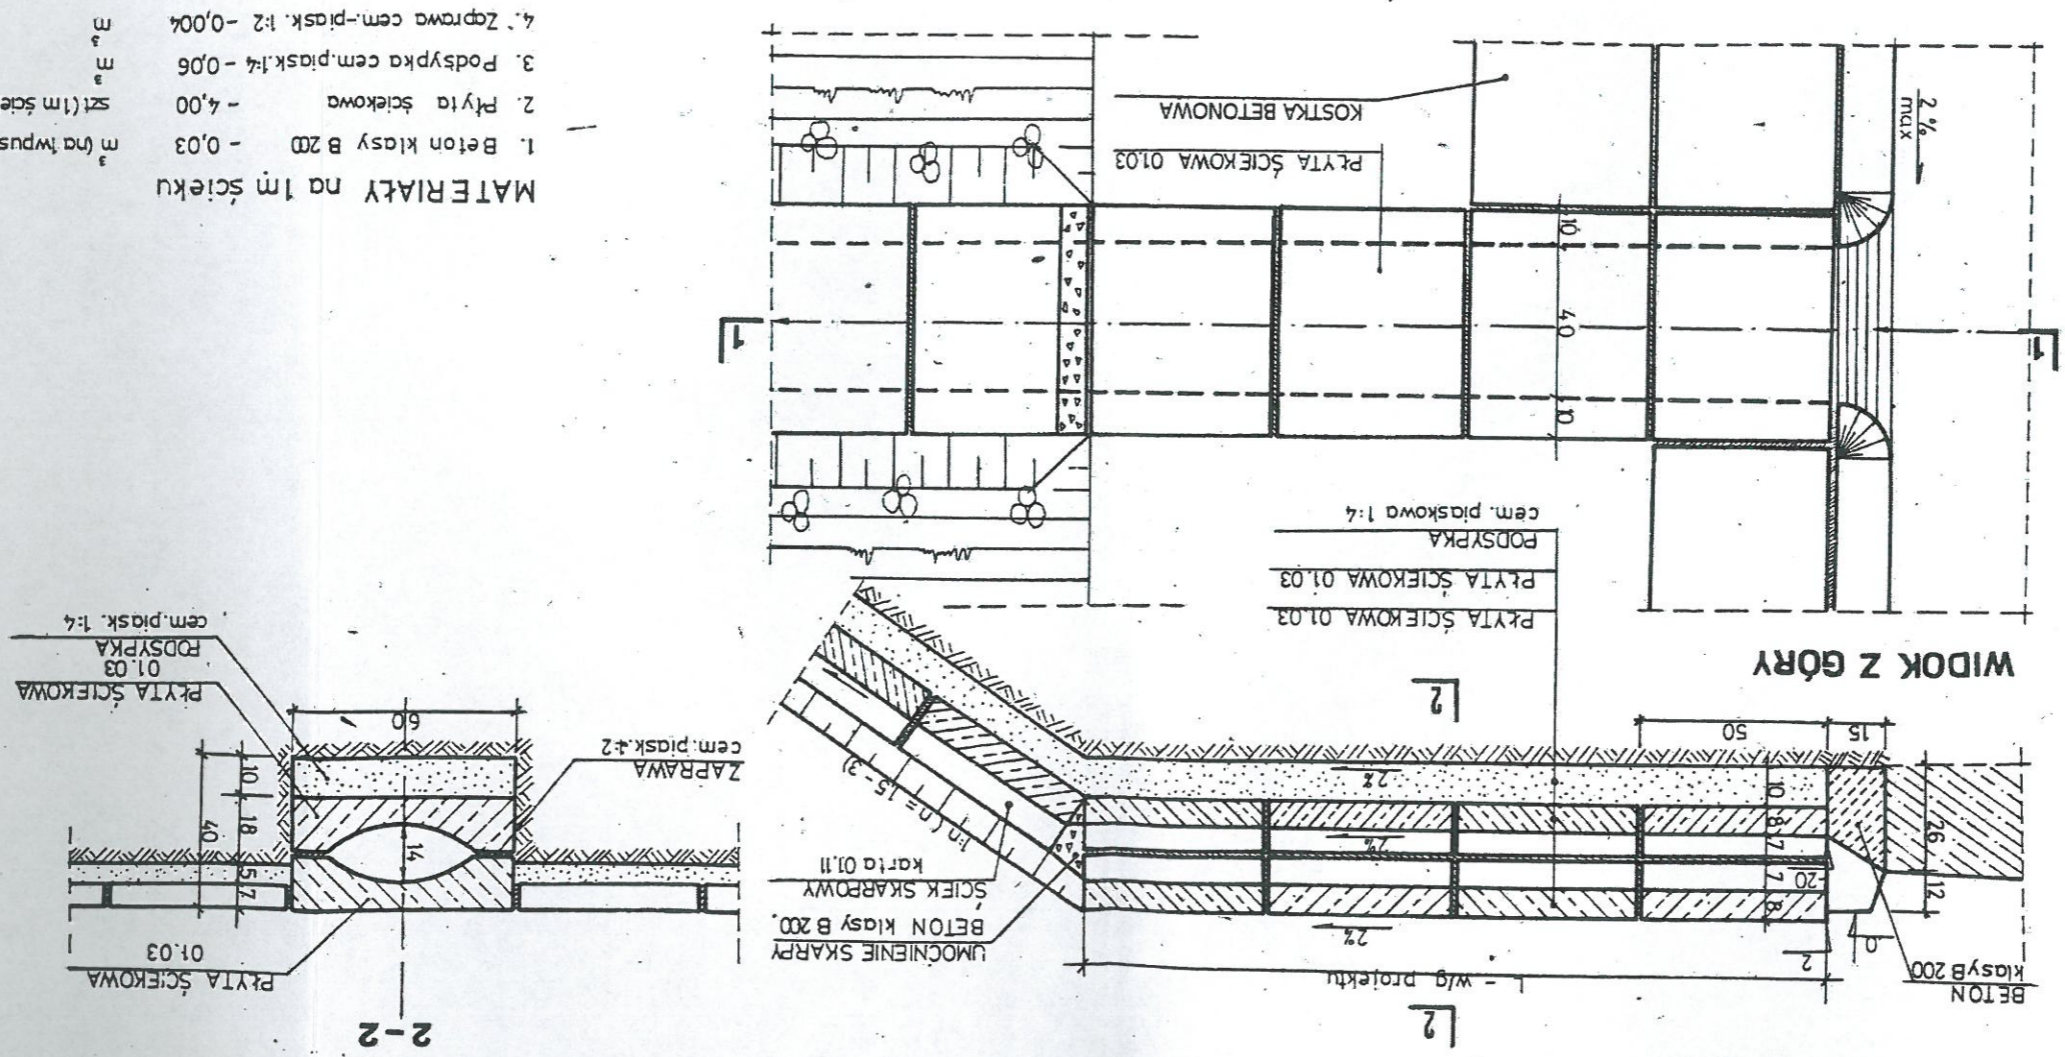 2
2-2
L - w/g projektu
BETON
klasy B 200
0
2
2%
UMOCNIENIE SKARPY
BETON klasy B 200.
ŚCIEK SKARPOWY
karta 01.11
1:n (n = 1,5 - 3)
PŁYTA ŚCIEKOWA
01.03
12
26
20
8
7
7
8
10
2%
2%
15
50
2
5 7
18
10
40
14
60
ZAPRAWA
PŁYTA ŚCIEKOWA
01.03
PODSYPKA
cem.piask. 1:4
WIDOK Z GÓRY
PŁYTA ŚCIEKOWA 01.03
PŁYTA ŚCIEKOWA 01.03
PODSYPKA
cem. piaskowa 1:4
10
40
10
1
1
2%
max
PŁYTA ŚCIEKOWA 01.03
KOSTKA BETONOWA
MATERIAŁY na 1m ścieku
1. Beton klasy B 200 - 0,03 m³ (na 1wpus
2. Płyta ściekowa - 4,00 szt (1m ście
3. Podsypka cem.piask.1:4 - 0,06 m³
4. Zaprawa cem.-piask. 1:2 - 0,004 m³